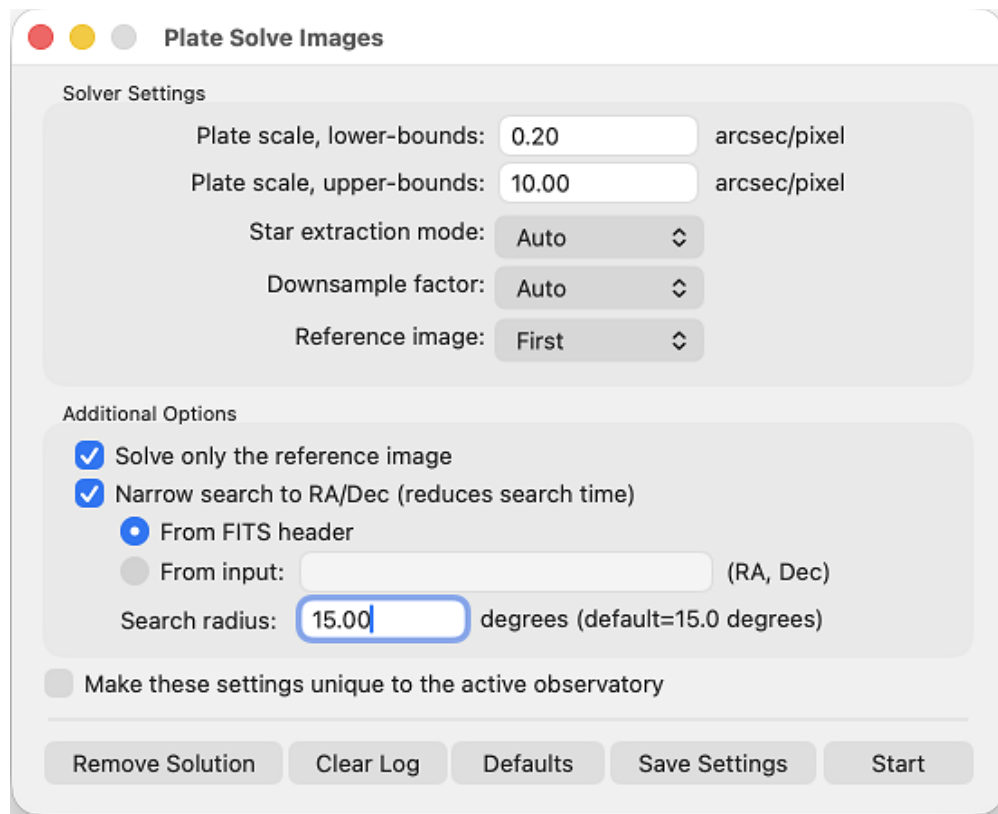 Plate Solve Images
Solver Settings
Plate scale, lower-bounds: 0.20 arcsec/pixel
Plate scale, upper-bounds: 10.00 arcsec/pixel
Star extraction mode: Auto
Downsample factor: Auto
Reference image: First
Additional Options
Solve only the reference image
Narrow search to RA/Dec (reduces search time)
From FITS header
From input: (RA, Dec)
Search radius: 15.00 degrees (default=15.0 degrees)
Make these settings unique to the active observatory
Remove Solution Clear Log Defaults Save Settings Start